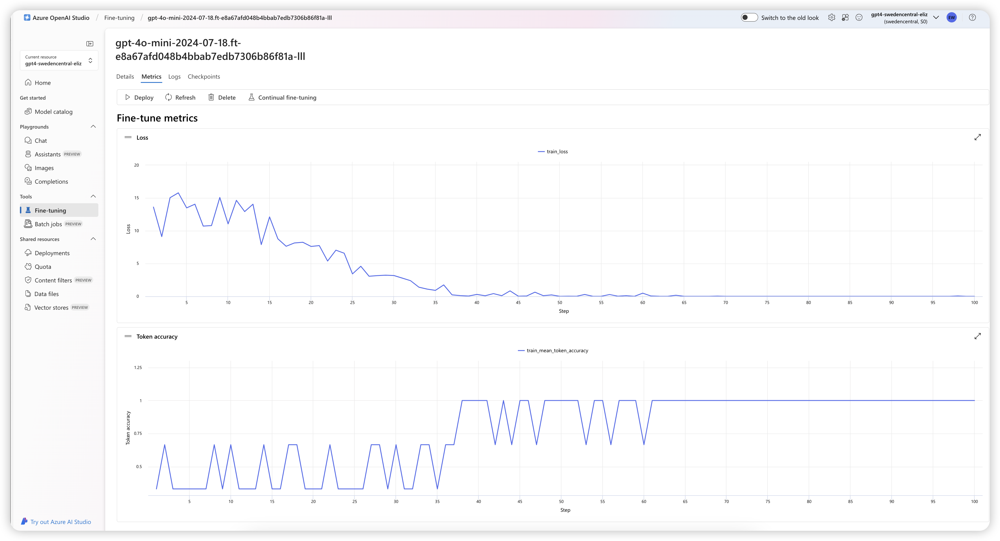 Azure OpenAI Studio / Fine-tuning / gpt-4o-mini-2024-07-18.ft-e8a67afd048b4bbab7edb7306b86f81a-lll
Switch to the old look
gpt4-swedencentral-eliz
(swedencentral, S0)
EW
Current resource
gpt4-swedencentral-eliz
Home
Get started
Model catalog
Playgrounds
Chat
Assistants PREVIEW
Images
Completions
Tools
Fine-tuning
Batch jobs PREVIEW
Shared resources
Deployments
Quota
Content filters PREVIEW
Data files
Vector stores PREVIEW
Try out Azure AI Studio
gpt-4o-mini-2024-07-18.ft-
e8a67afd048b4bbab7edb7306b86f81a-lll
Details Metrics Logs Checkpoints
Deploy Refresh Delete Continual fine-tuning
Fine-tune metrics
Loss
train_loss
20
15
10
5
0
Loss
5 10 15 20 25 30 35 40 45 50 55 60 65 70 75 80 85 90 95 100
Step
Token accuracy
train_mean_token_accuracy
1.25
1
0.75
0.5
Token accuracy
5 10 15 20 25 30 35 40 45 50 55 60 65 70 75 80 85 90 95 100
Step